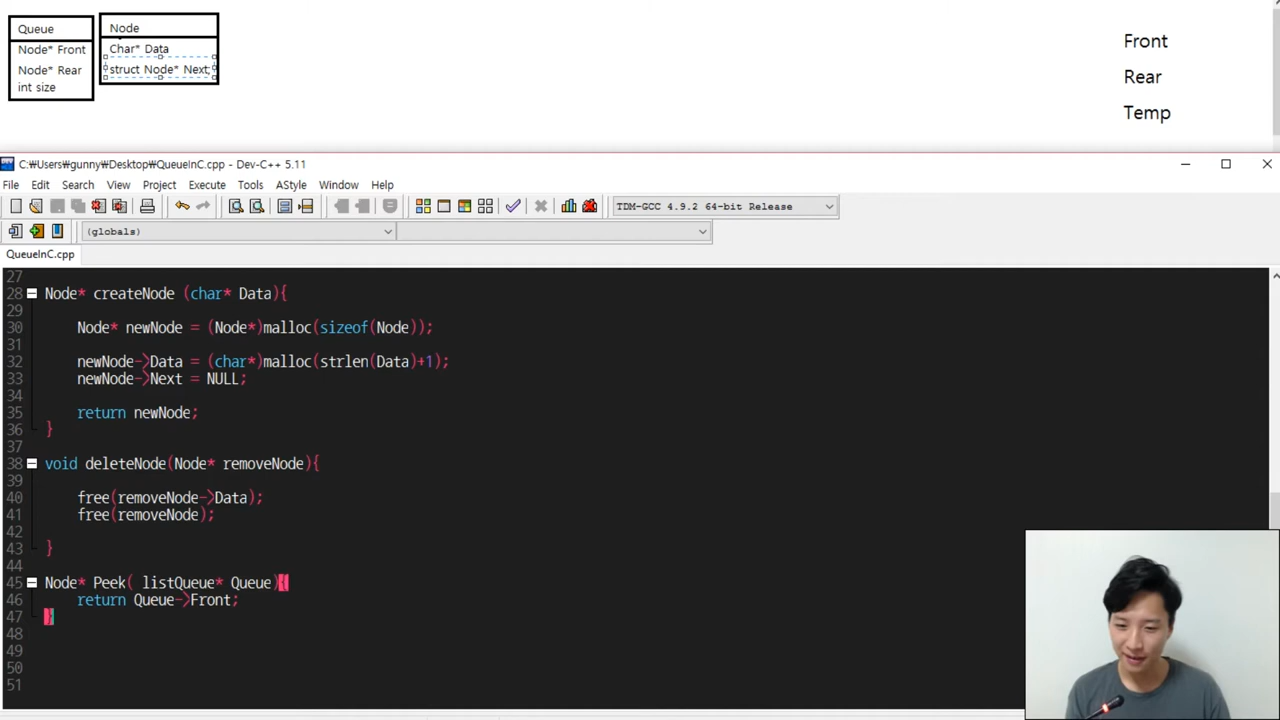 Queue
Node* Front
Node* Rear
int size
Node
Char* Data
struct Node* Next;
Front
Rear
Temp
C:₩Users₩gunny₩Desktop₩QueueInC.cpp - Dev-C++ 5.11
File Edit Search View Project Execute Tools AStyle Window Help
TDM-GCC 4.9.2 64-bit Release
(globals)
QueueInC.cpp
27
28 Node* createNode (char* Data){
29
30 Node* newNode = (Node*)malloc(sizeof(Node));
31
32 newNode->Data = (char*)malloc(strlen(Data)+1);
33 newNode->Next = NULL;
34
35 return newNode;
36 }
37
38 void deleteNode(Node* removeNode){
39
40 free(removeNode->Data);
41 free(removeNode);
42
43 }
44
45 Node* Peek( listQueue* Queue){
46 return Queue->Front;
47 }
48
49
50
51